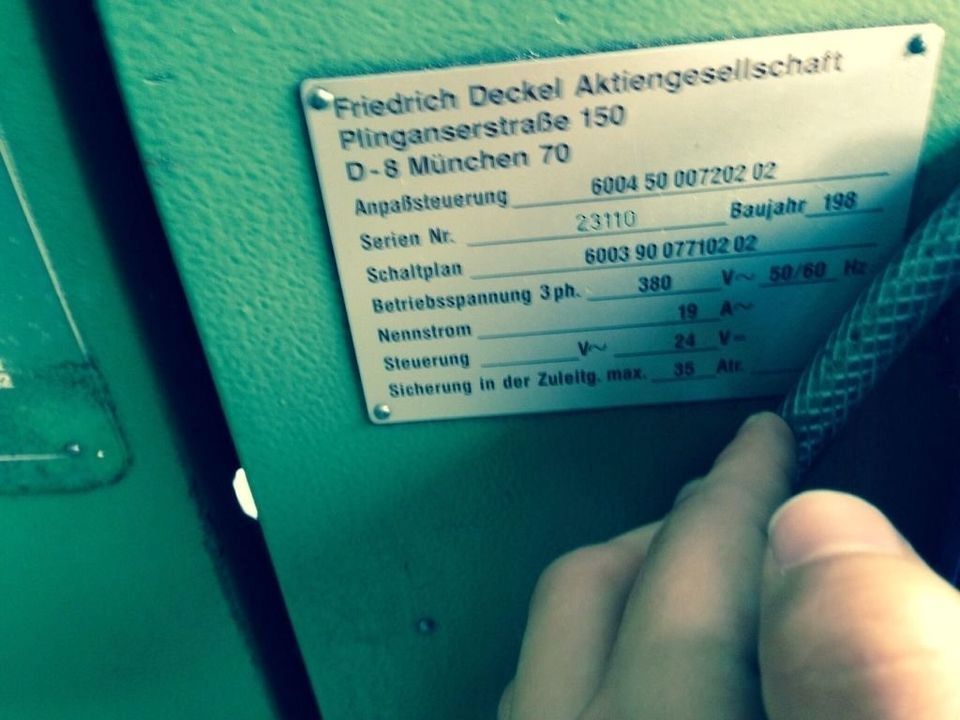 Friedrich Deckel Aktiengesellschaft
Plinganserstraße 150
D-8 München 70
Anpaßsteuerung 6004 50 007202 02
Serien Nr. 23110 Baujahr 198
Schaltplan 6003 90 077102 02
Betriebsspannung 3 ph. 380 V~ 50/60 Hz
Nennstrom 19 A~
Steuerung V~ 24 V=
Sicherung in der Zuleitg. max. 35 Atr.